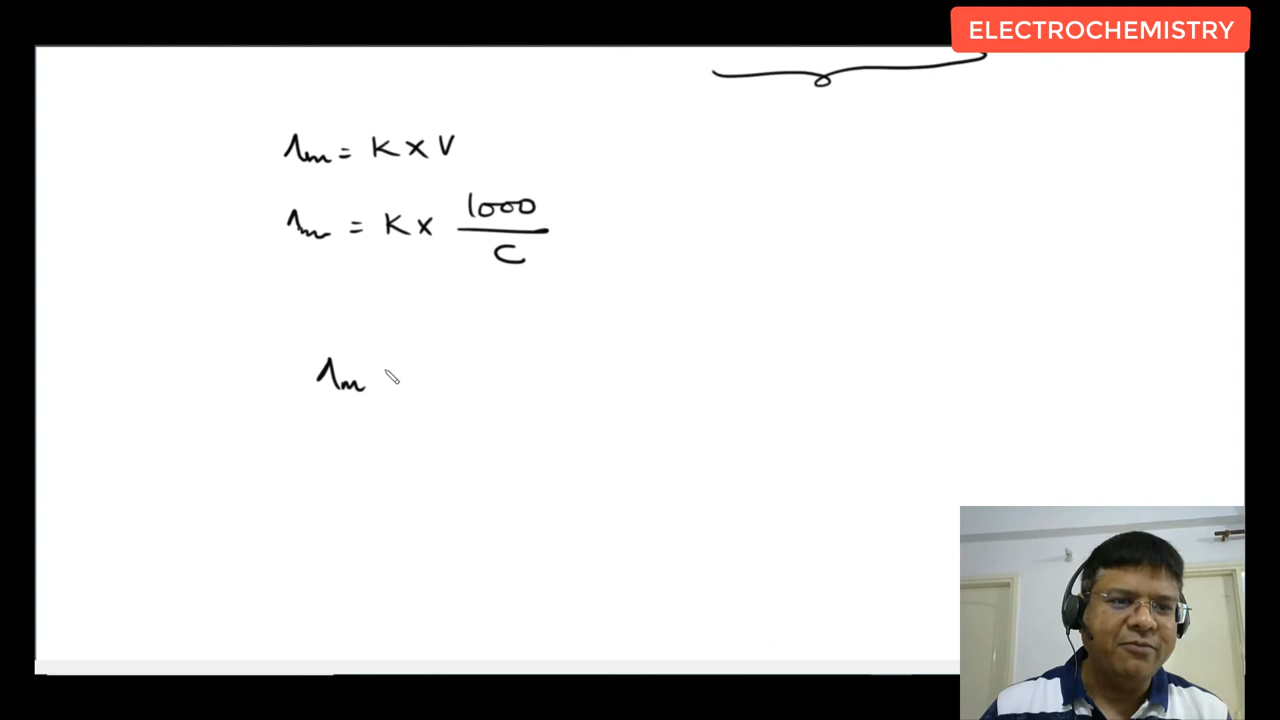 ELECTROCHEMISTRY
Λm = K × V
Λm = K × 1000
C
Λm